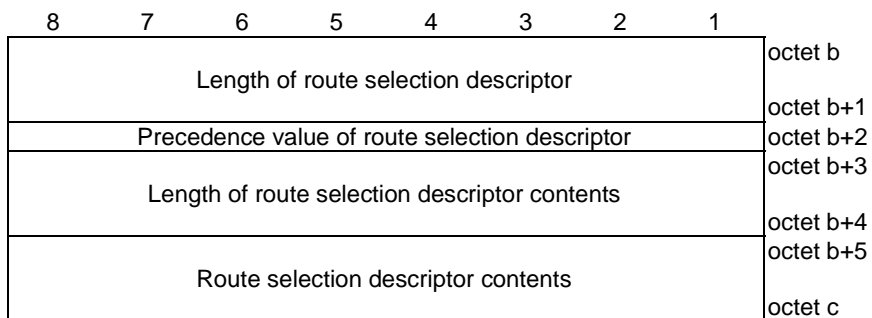 8 7 6 5 4 3 2 1
octet b
Length of route selection descriptor
octet b+1
Precedence value of route selection descriptor octet b+2
octet b+3
Length of route selection descriptor contents
octet b+4
octet b+5
Route selection descriptor contents
octet c